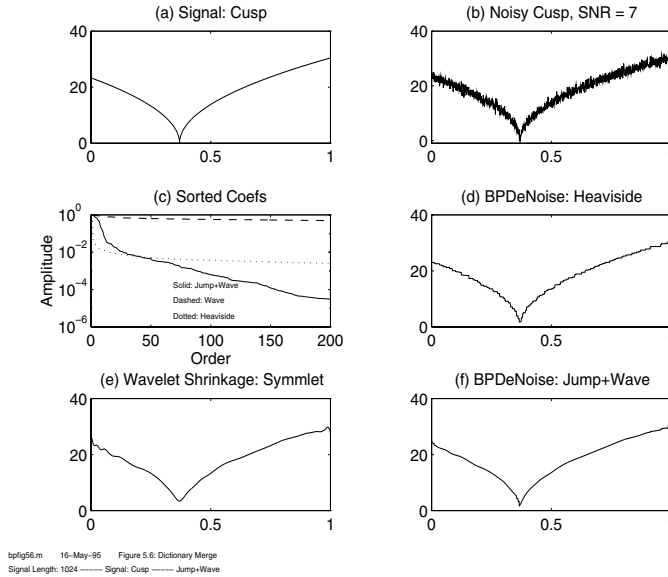 (a) Signal: Cusp
40
20
0
0
0.5
1
(b) Noisy Cusp, SNR = 7
40
20
0
0
0.5
(c) Sorted Coefs
Amplitude
10^0
10^-2
10^-4
10^-6
Solid: Jump+Wave
Dashed: Wave
Dotted: Heaviside
0
50
100
150
200
Order
(d) BPDeNoise: Heaviside
40
20
0
0
0.5
(e) Wavelet Shrinkage: Symmlet
40
20
0
0
0.5
1
(f) BPDeNoise: Jump+Wave
40
20
0
0
0.5
bpfig56.m 16-May-95 Figure 5.6: Dictionary Merge
Signal Length: 1024 ----- Signal: Cusp ----- Jump+Wave